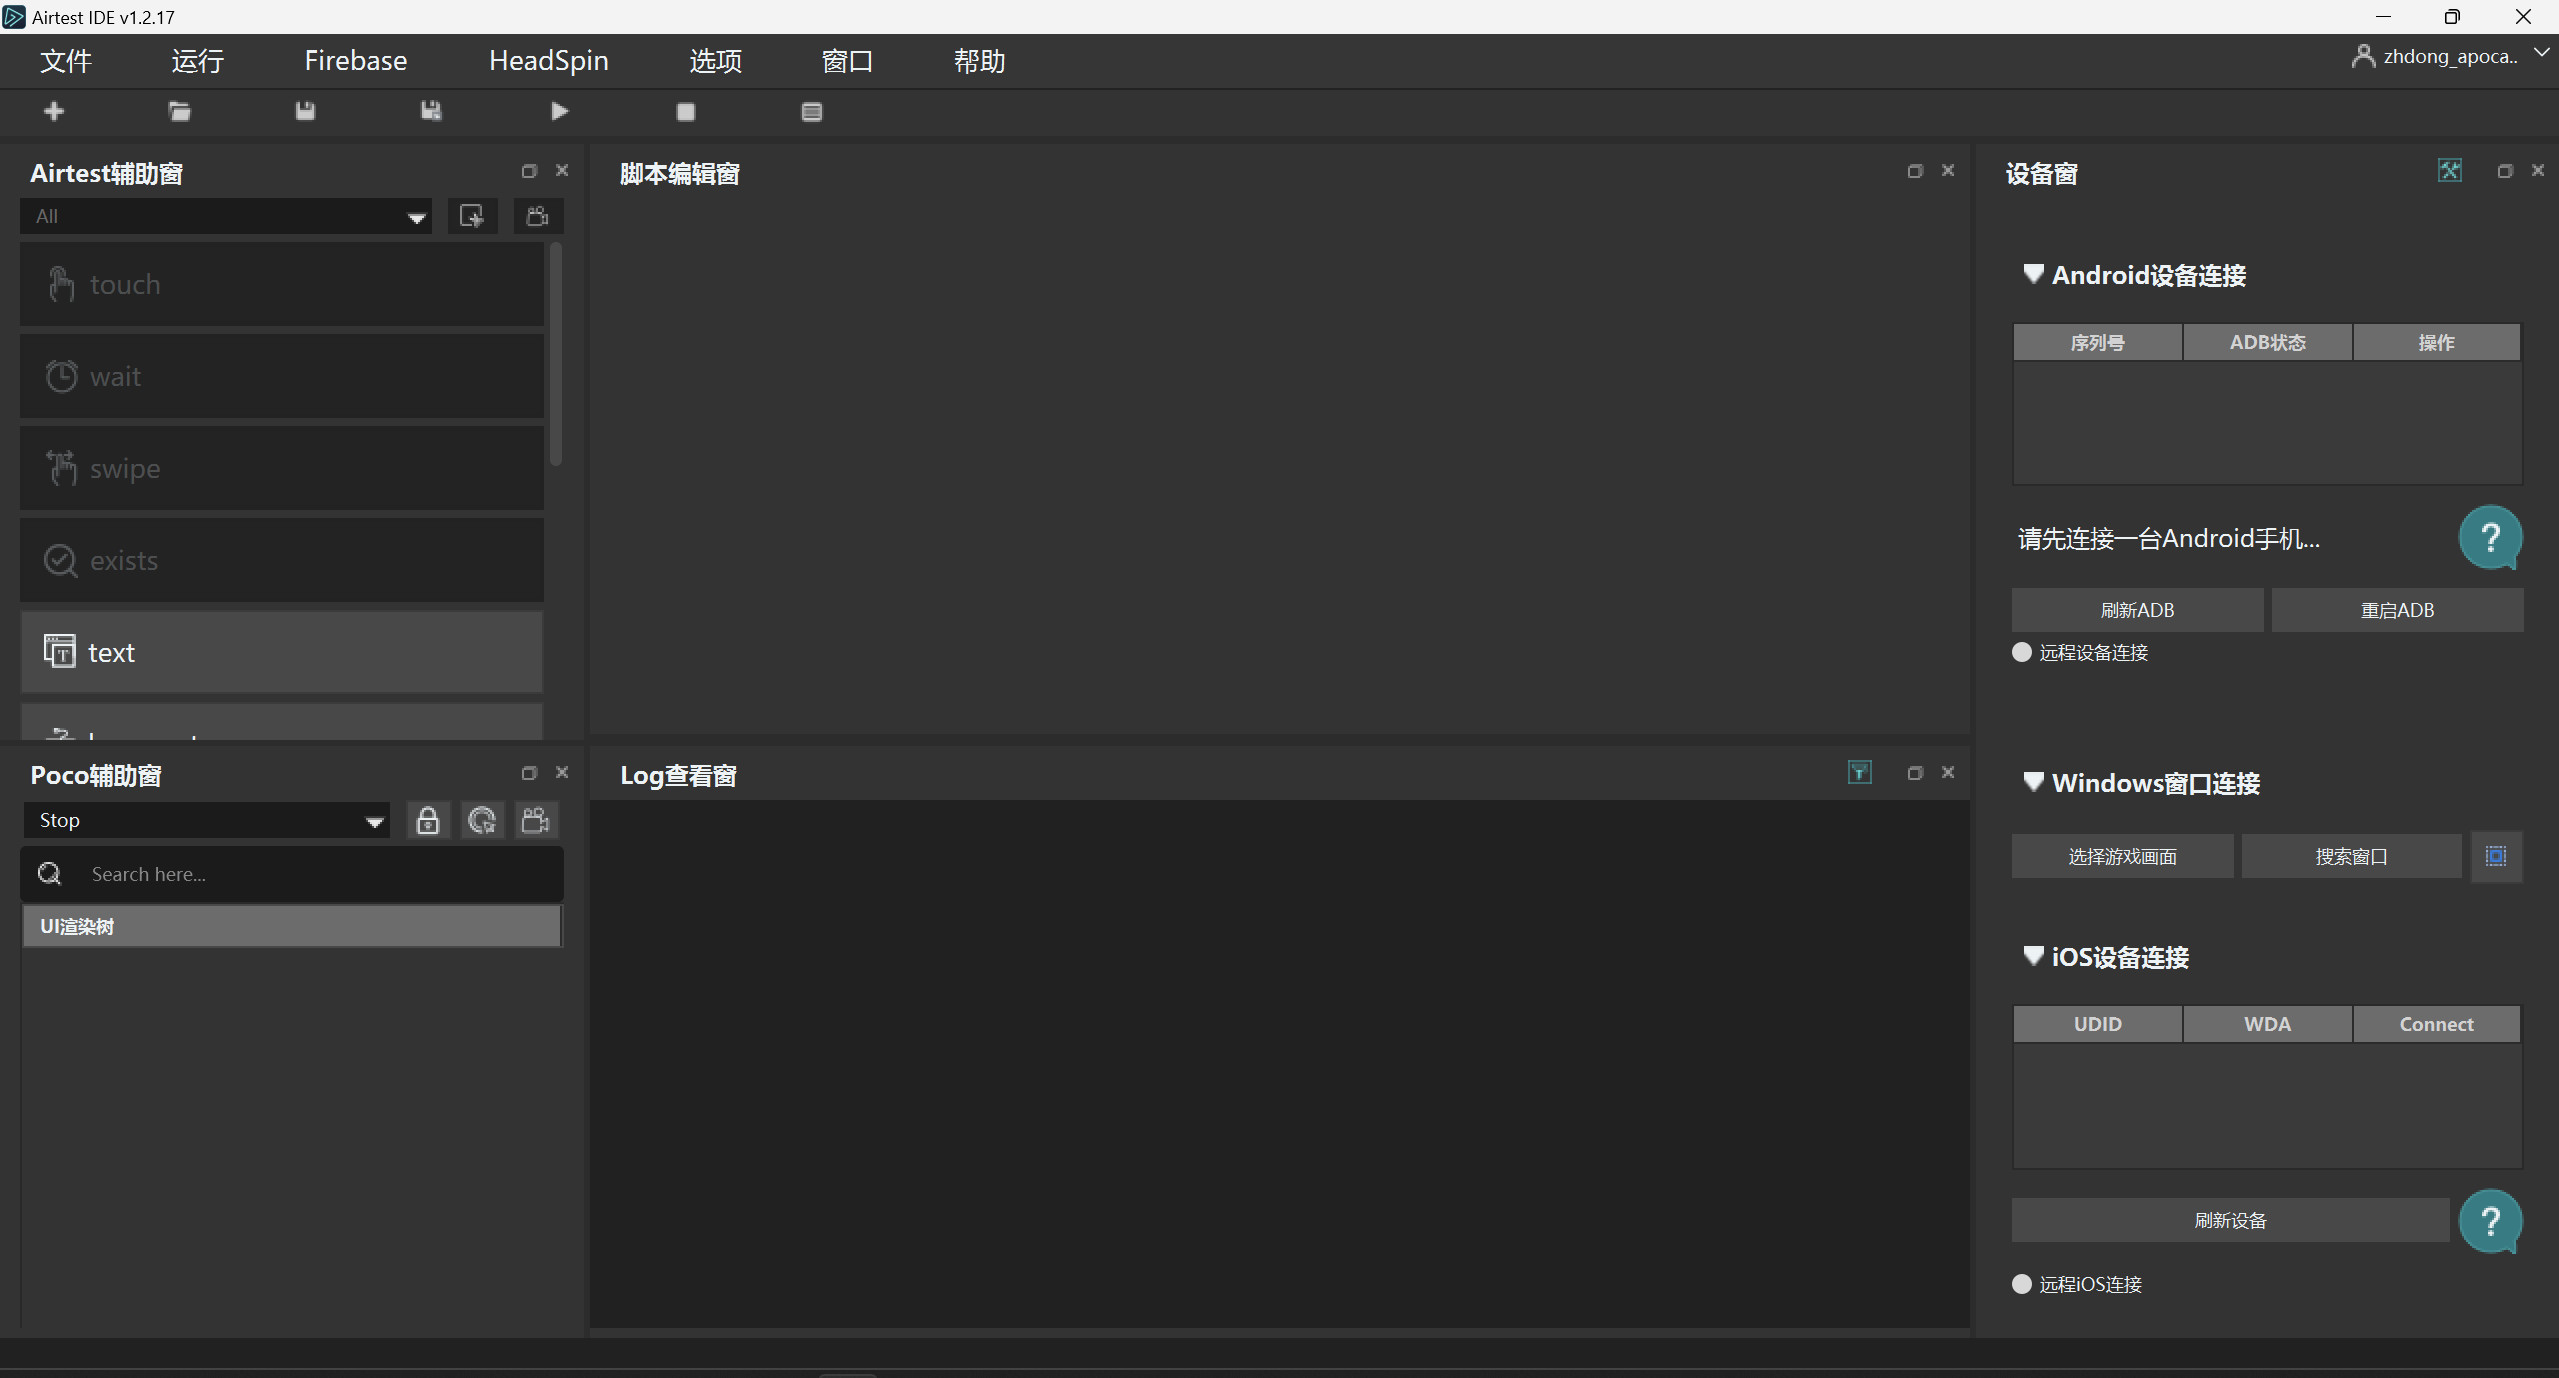 Airtest IDE v1.2.17
文件 运行 Firebase HeadSpin 选项 窗口 帮助 zhdong_apoca..
Airtest辅助窗
All
touch
wait
swipe
exists
text
Poco辅助窗
Stop
Search here...
UI渲染树
脚本编辑窗
Log查看窗
设备窗
Android设备连接
序列号 ADB状态 操作
请先连接一台Android手机...
刷新ADB 重启ADB
远程设备连接
Windows窗口连接
选择游戏画面 搜索窗口
iOS设备连接
UDID WDA Connect
刷新设备
远程iOS连接